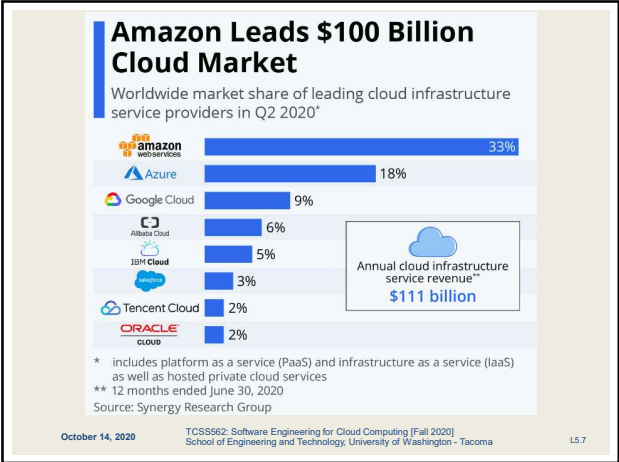 Amazon Leads $100 Billion
Cloud Market
Worldwide market share of leading cloud infrastructure
service providers in Q2 2020*
amazon
webservices
33%
Azure
18%
Google Cloud
9%
Alibaba Cloud
6%
IBM Cloud
5%
salesforce
3%
Tencent Cloud
2%
ORACLE
CLOUD
2%
Annual cloud infrastructure
service revenue**
$111 billion
* includes platform as a service (PaaS) and infrastructure as a service (IaaS)
as well as hosted private cloud services
** 12 months ended June 30, 2020
Source: Synergy Research Group
October 14, 2020
TCSS562: Software Engineering for Cloud Computing [Fall 2020]
School of Engineering and Technology, University of Washington - Tacoma
L5.7